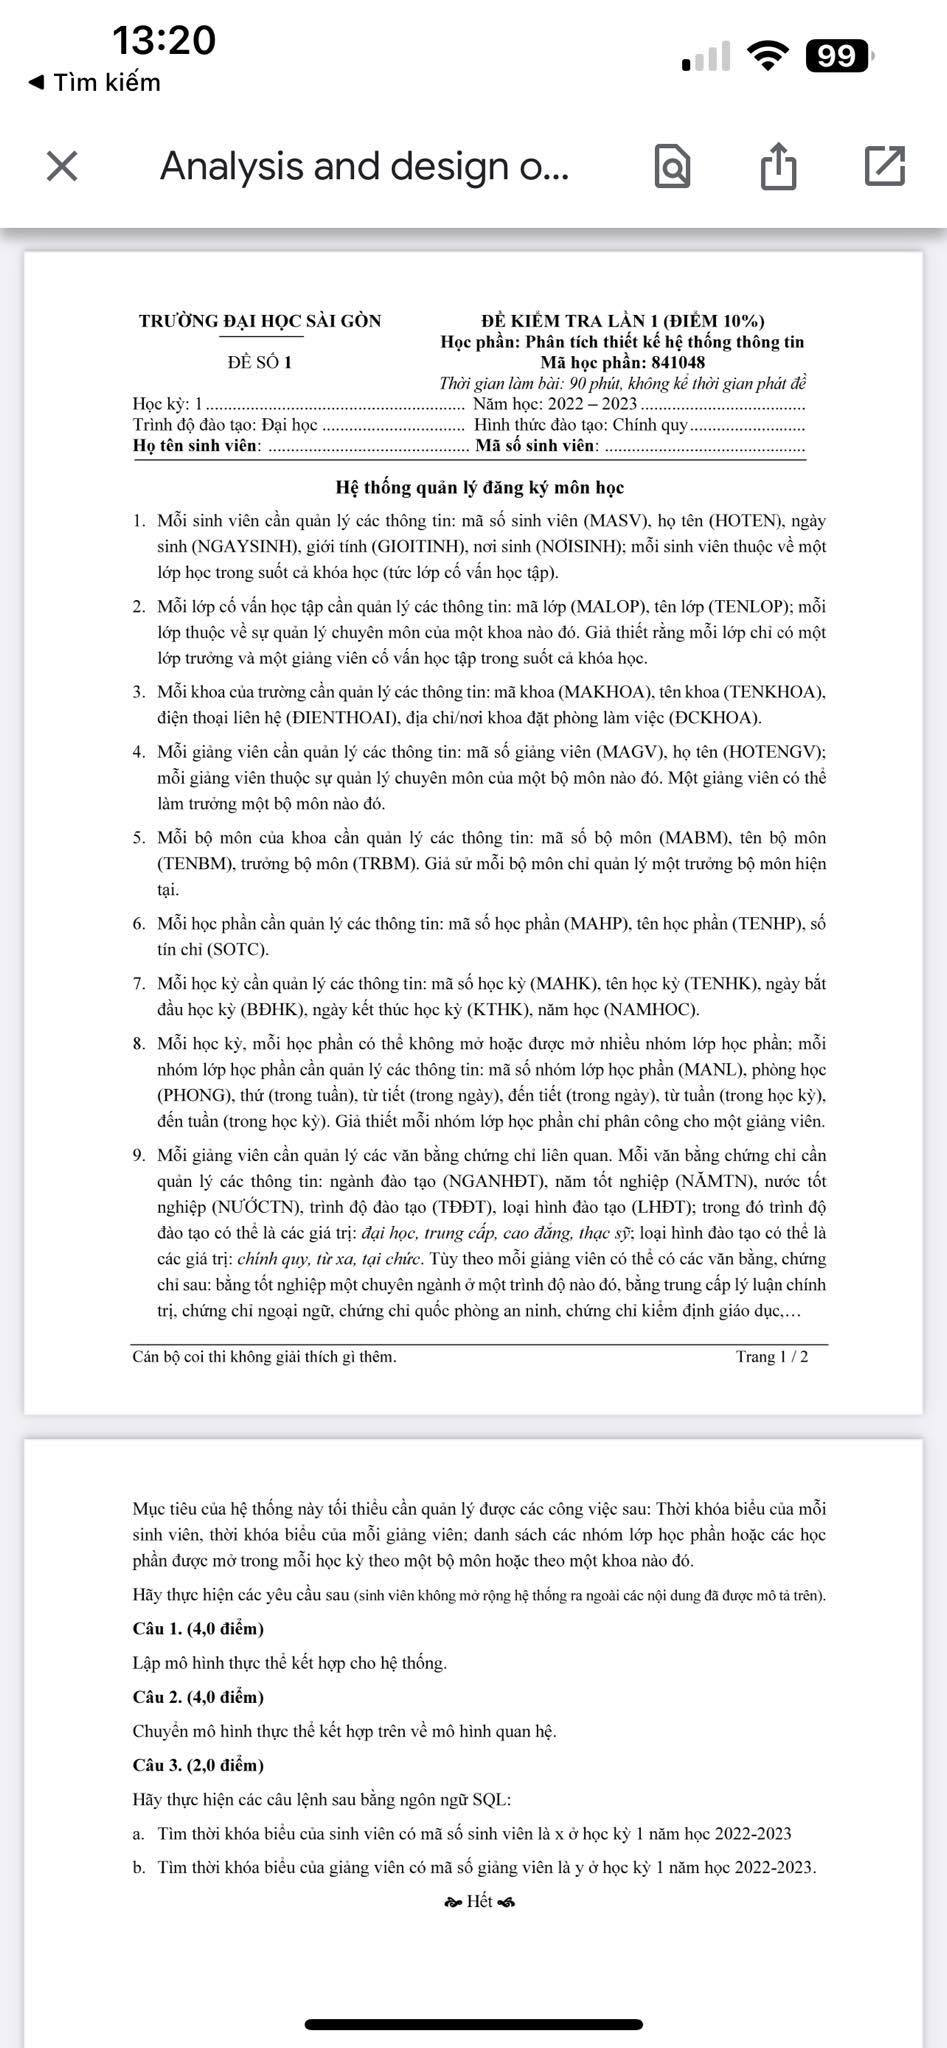 13:20
99
◀ Tìm kiếm
Analysis and design o...
TRƯỜNG ĐẠI HỌC SÀI GÒN
ĐỀ KIỂM TRA LẦN 1 (ĐIỂM 10%)
Học phần: Phân tích thiết kế hệ thống thông tin
ĐỀ SỐ 1
Mã học phần: 841048
Thời gian làm bài: 90 phút, không kể thời gian phát đề
Học kỳ: 1 ........ Năm học: 2022 – 2023 ........
Trình độ đào tạo: Đại học ........ Hình thức đào tạo: Chính quy ........
Họ tên sinh viên: ........ Mã số sinh viên: ........
Hệ thống quản lý đăng ký môn học
1. Mỗi sinh viên cần quản lý các thông tin: mã số sinh viên (MASV), họ tên (HOTEN), ngày
sinh (NGAYSINH), giới tính (GIOITINH), nơi sinh (NƠISINH); mỗi sinh viên thuộc về một
lớp học trong suốt cả khóa học (tức lớp cố vấn học tập).
2. Mỗi lớp cố vấn học tập cần quản lý các thông tin: mã lớp (MALOP), tên lớp (TENLOP); mỗi
lớp thuộc về sự quản lý chuyên môn của một khoa nào đó. Giả thiết rằng mỗi lớp chỉ có một
lớp trưởng và một giảng viên cố vấn học tập trong suốt cả khóa học.
3. Mỗi khoa của trường cần quản lý các thông tin: mã khoa (MAKHOA), tên khoa (TENKHOA),
điện thoại liên hệ (ĐIENTHOAI), địa chỉ/nơi khoa đặt phòng làm việc (ĐCKHOA).
4. Mỗi giảng viên cần quản lý các thông tin: mã số giảng viên (MAGV), họ tên (HOTENGV);
mỗi giảng viên thuộc sự quản lý chuyên môn của một bộ môn nào đó. Một giảng viên có thể
làm trưởng một bộ môn nào đó.
5. Mỗi bộ môn của khoa cần quản lý các thông tin: mã số bộ môn (MABM), tên bộ môn
(TENBM), trưởng bộ môn (TRBM). Giả sử mỗi bộ môn chỉ quản lý một trưởng bộ môn hiện
tại.
6. Mỗi học phần cần quản lý các thông tin: mã số học phần (MAHP), tên học phần (TENHP), số
tín chỉ (SOTC).
7. Mỗi học kỳ cần quản lý các thông tin: mã số học kỳ (MAHK), tên học kỳ (TENHK), ngày bắt
đầu học kỳ (BĐHK), ngày kết thúc học kỳ (KTHK), năm học (NAMHOC).
8. Mỗi học kỳ, mỗi học phần có thể không mở hoặc được mở nhiều nhóm lớp học phần; mỗi
nhóm lớp học phần cần quản lý các thông tin: mã số nhóm lớp học phần (MANL), phòng học
(PHONG), thứ (trong tuần), từ tiết (trong ngày), đến tiết (trong ngày), từ tuần (trong học kỳ),
đến tuần (trong học kỳ). Giả thiết mỗi nhóm lớp học phần chỉ phân công cho một giảng viên.
9. Mỗi giảng viên cần quản lý các văn bằng chứng chỉ liên quan. Mỗi văn bằng chứng chỉ cần
quản lý các thông tin: ngành đào tạo (NGANHĐT), năm tốt nghiệp (NĂMTN), nước tốt
nghiệp (NƯỚCTN), trình độ đào tạo (TĐĐT), loại hình đào tạo (LHĐT); trong đó trình độ
đào tạo có thể là các giá trị: đại học, trung cấp, cao đẳng, thạc sỹ; loại hình đào tạo có thể là
các giá trị: chính quy, từ xa, tại chức. Tùy theo mỗi giảng viên có thể có các văn bằng, chứng
chỉ sau: bằng tốt nghiệp một chuyên ngành ở một trình độ nào đó, bằng trung cấp lý luận chính
trị, chứng chỉ ngoại ngữ, chứng chỉ quốc phòng an ninh, chứng chỉ kiểm định giáo dục,…
Cán bộ coi thi không giải thích gì thêm.
Trang 1 / 2
Mục tiêu của hệ thống này tối thiểu cần quản lý được các công việc sau: Thời khóa biểu của mỗi
sinh viên, thời khóa biểu của mỗi giảng viên; danh sách các nhóm lớp học phần hoặc các học
phần được mở trong mỗi học kỳ theo một bộ môn hoặc theo một khoa nào đó.
Hãy thực hiện các yêu cầu sau (sinh viên không mở rộng hệ thống ra ngoài các nội dung đã được mô tả trên).
Câu 1. (4,0 điểm)
Lập mô hình thực thể kết hợp cho hệ thống.
Câu 2. (4,0 điểm)
Chuyển mô hình thực thể kết hợp trên về mô hình quan hệ.
Câu 3. (2,0 điểm)
Hãy thực hiện các câu lệnh sau bằng ngôn ngữ SQL:
a. Tìm thời khóa biểu của sinh viên có mã số sinh viên là x ở học kỳ 1 năm học 2022-2023
b. Tìm thời khóa biểu của giảng viên có mã số giảng viên là y ở học kỳ 1 năm học 2022-2023.
Hết